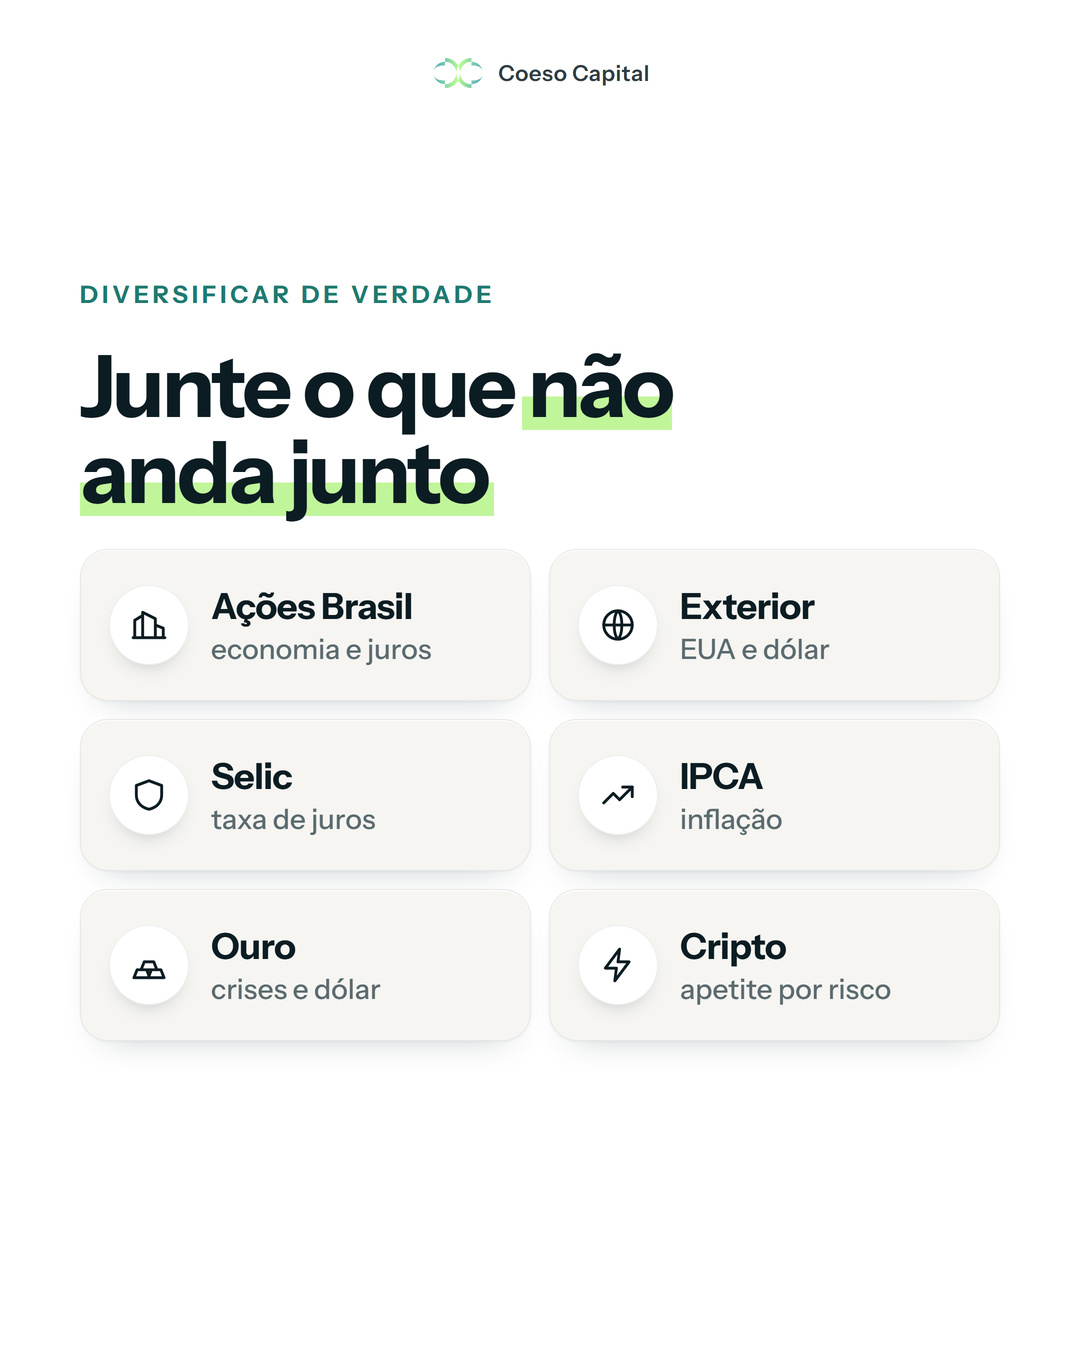 Coeso Capital
DIVERSIFICAR DE VERDADE
Junte o que não
anda junto
Ações Brasil
economia e juros
Exterior
EUA e dólar
Selic
taxa de juros
IPCA
inflação
Ouro
crises e dólar
Cripto
apetite por risco